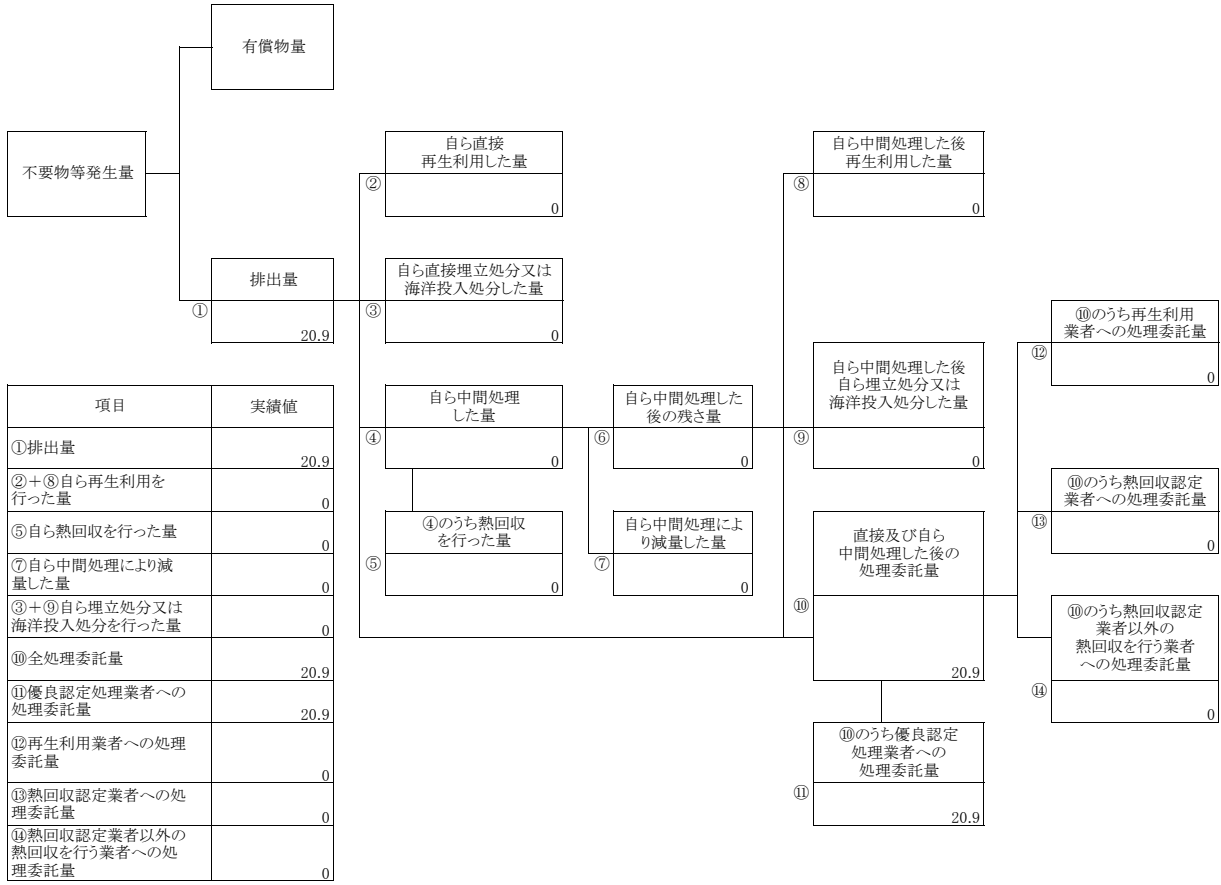 有償物量
不要物等発生量
自ら直接
再生利用した量
②
0
自ら中間処理した後
再生利用した量
⑧
0
排出量
①
20.9
自ら直接埋立処分又は
海洋投入処分した量
③
0
⑩のうち再生利用
業者への処理委託量
⑫
0
自ら中間処理した後
自ら埋立処分又は
海洋投入処分した量
⑨
0
自ら中間処理
した量
④
0
自ら中間処理した
後の残さ量
⑥
0
⑩のうち熱回収認定
業者への処理委託量
⑬
0
④のうち熱回収
を行った量
⑤
0
自ら中間処理によ
り減量した量
⑦
0
直接及び自ら
中間処理した後の
処理委託量
⑩
20.9
⑩のうち熱回収認定
業者以外の
熱回収を行う業者
への処理委託量
⑭
0
⑩のうち優良認定
処理業者への
処理委託量
⑪
20.9
項目 実績値
①排出量
20.9
②＋⑧自ら再生利用を
行った量
0
⑤自ら熱回収を行った量
0
⑦自ら中間処理により減
量した量
0
③＋⑨自ら埋立処分又は
海洋投入処分を行った量
0
⑩全処理委託量
20.9
⑪優良認定処理業者への
処理委託量
20.9
⑫再生利用業者への処理
委託量
0
⑬熱回収認定業者への処
理委託量
0
⑭熱回収認定業者以外の
熱回収を行う業者への処
理委託量
0